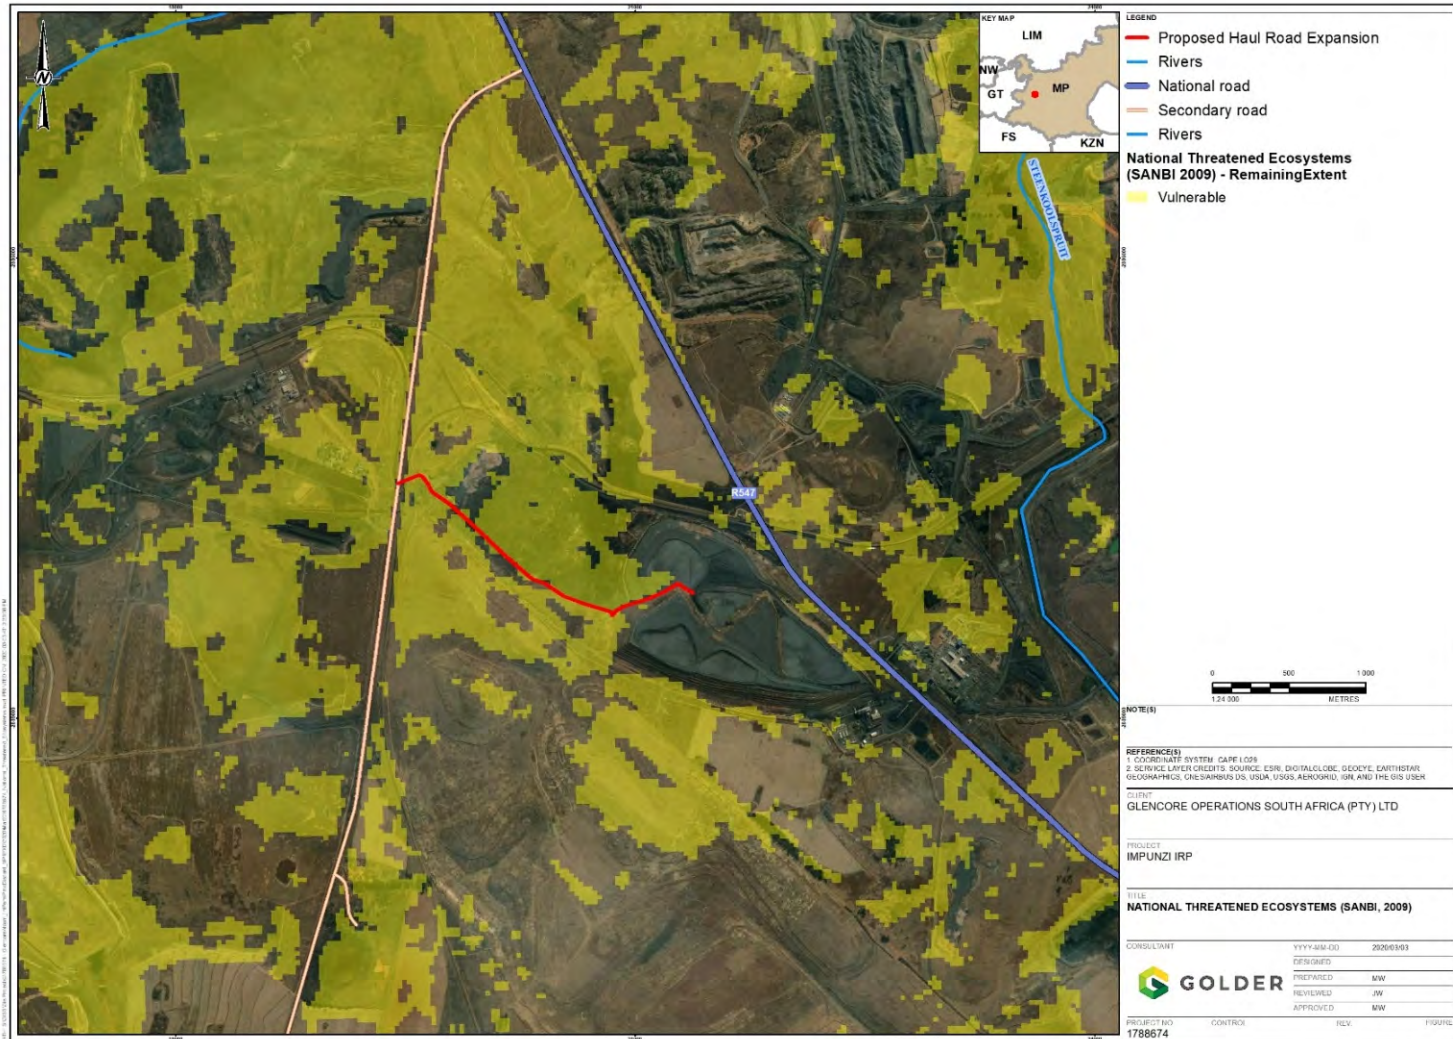 KEY MAP
LIM
NW
GT
MP
FS
KZN
N
STEENKOOLSPRUIT
R547
LEGEND
Proposed Haul Road Expansion
Rivers
National road
Secondary road
Rivers
National Threatened Ecosystems
(SANBI 2009) - RemainingExtent
Vulnerable
0 500 1 000
1:24 000 METRES
NOTE(S)
REFERENCE(S)
1. COORDINATE SYSTEM: CAPE LO29
2. SERVICE LAYER CREDITS: SOURCE: ESRI, DIGITALGLOBE, GEOEYE, EARTHSTAR
GEOGRAPHICS, CNES/AIRBUS DS, USDA, USGS, AEROGRID, IGN, AND THE GIS USER
CLIENT
GLENCORE OPERATIONS SOUTH AFRICA (PTY) LTD
PROJECT
IMPUNZI IRP
TITLE
NATIONAL THREATENED ECOSYSTEMS (SANBI, 2009)
CONSULTANT
GOLDER
YYYY-MM-DD 2020/03/03
DESIGNED
PREPARED MW
REVIEWED JW
APPROVED MW
PROJECT NO. CONTROL REV. FIGURE
1788674